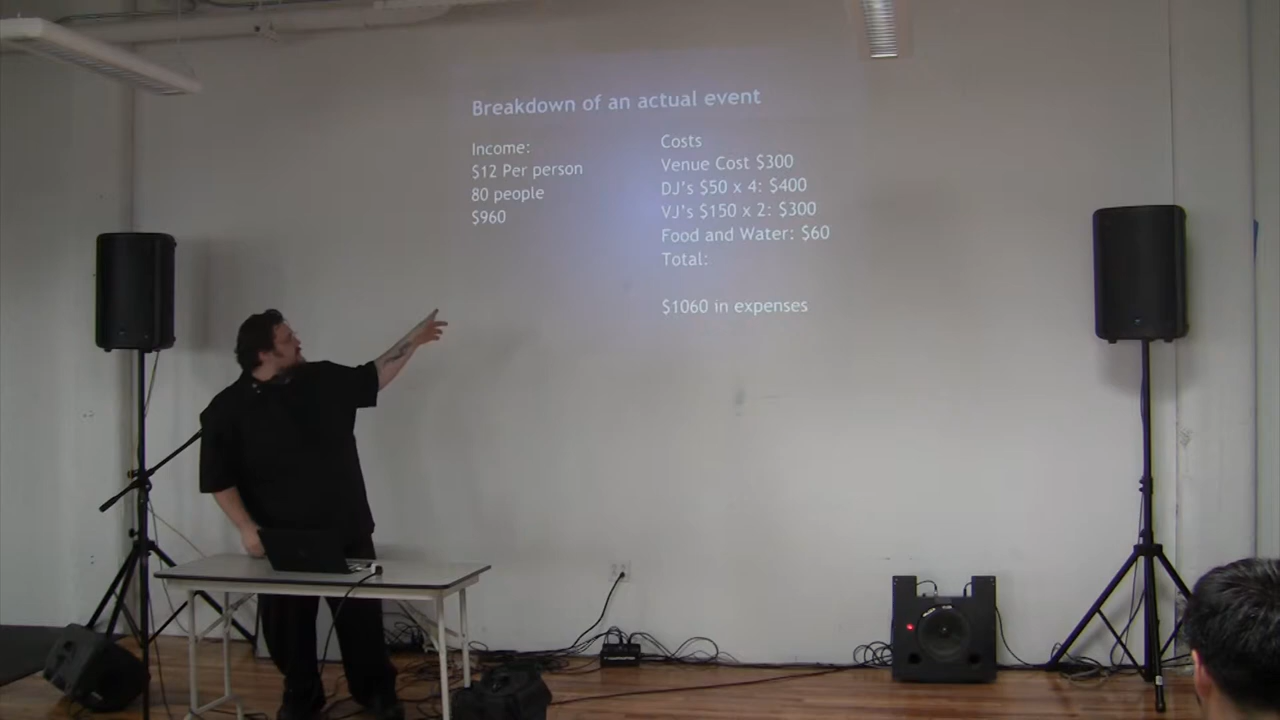 Breakdown of an actual event
Income:
$12 Per person
80 people
$960
Costs
Venue Cost $300
DJ's $50 x 4: $400
VJ's $150 x 2: $300
Food and Water: $60
Total:
$1060 in expenses